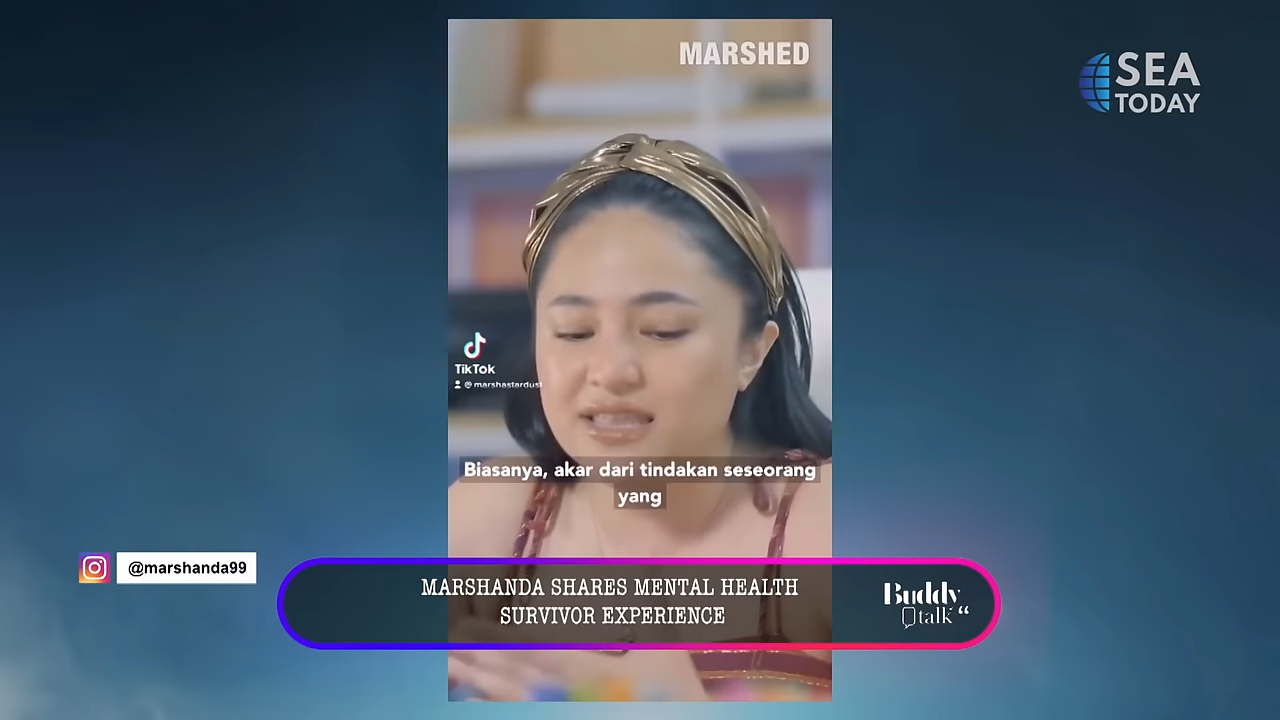 MARSHED
SEA
TODAY
TikTok
@marshastardust
Biasanya, akar dari tindakan seseorang
yang
@marshanda99
MARSHANDA SHARES MENTAL HEALTH
SURVIVOR EXPERIENCE
Buddy
talk“